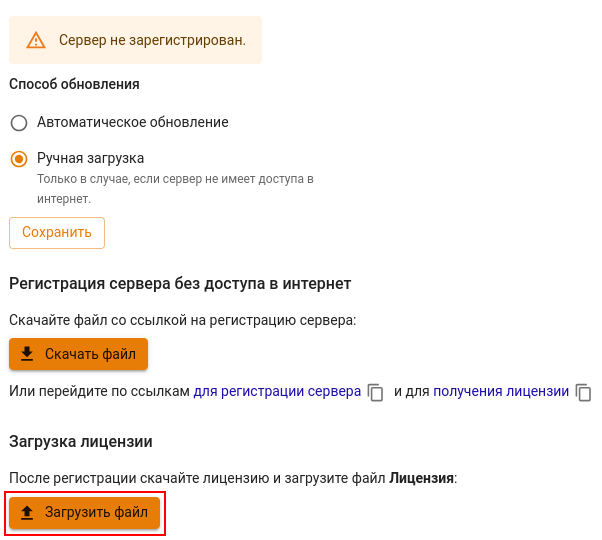 Сервер не зарегистрирован.
Способ обновления
Автоматическое обновление
Ручная загрузка
Только в случае, если сервер не имеет доступа в
интернет.
Сохранить
Регистрация сервера без доступа в интернет
Скачайте файл со ссылкой на регистрацию сервера:
Скачать файл
Или перейдите по ссылкам для регистрации сервера и для получения лицензии
Загрузка лицензии
После регистрации скачайте лицензию и загрузите файл Лицензия:
Загрузить файл